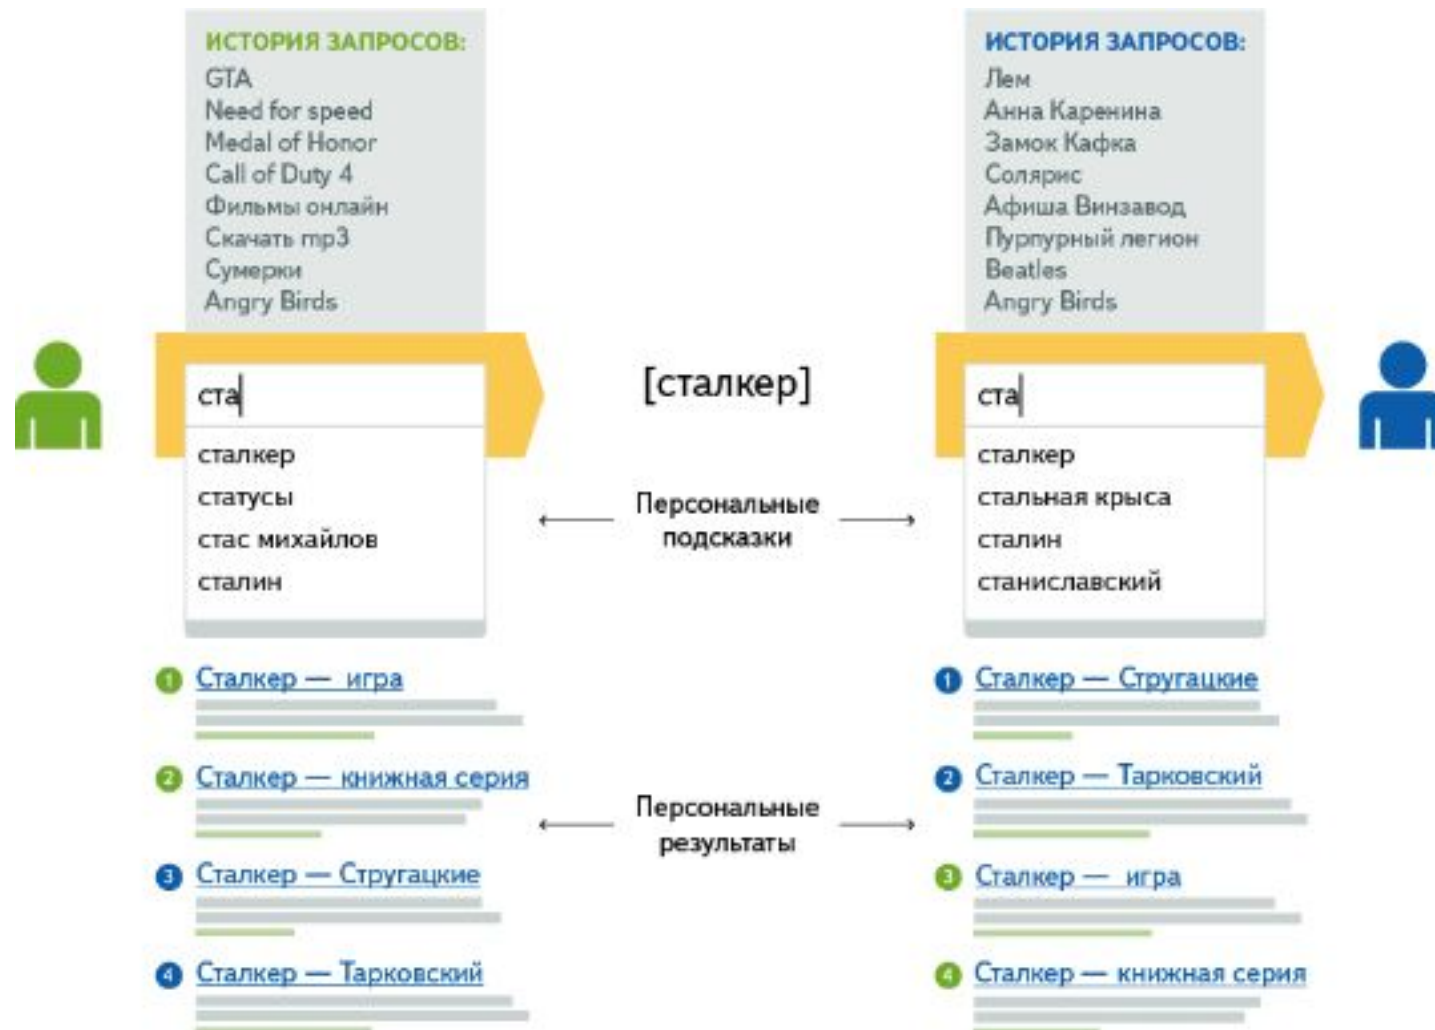 ИСТОРИЯ ЗАПРОСОВ:
GTA
Need for speed
Medal of Honor
Call of Duty 4
Фильмы онлайн
Скачать mp3
Сумерки
Angry Birds
ста
сталкер
статусы
стас михайлов
сталин
1 Сталкер — игра
2 Сталкер — книжная серия
3 Сталкер — Стругацкие
4 Сталкер — Тарковский
[сталкер]
Персональные
подсказки
Персональные
результаты
ИСТОРИЯ ЗАПРОСОВ:
Лем
Анна Каренина
Замок Кафка
Солярис
Афиша Винзавод
Пурпурный легион
Beatles
Angry Birds
ста
сталкер
стальная крыса
сталин
станиславский
1 Сталкер — Стругацкие
2 Сталкер — Тарковский
3 Сталкер — игра
4 Сталкер — книжная серия